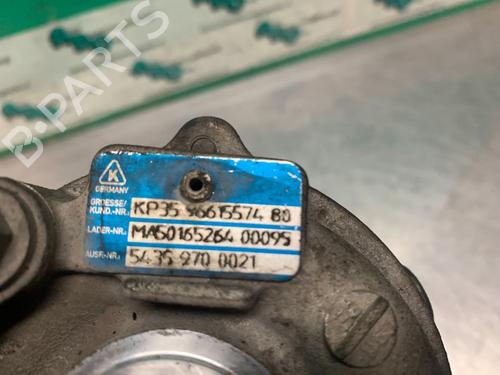 B-PARTS
K
GERMANY
GROESSE/
KUND.-NR.: KP35 9661557480
LADER-NR.: MA50165264 00095
AUSF.-NR.: 5435 970 0021